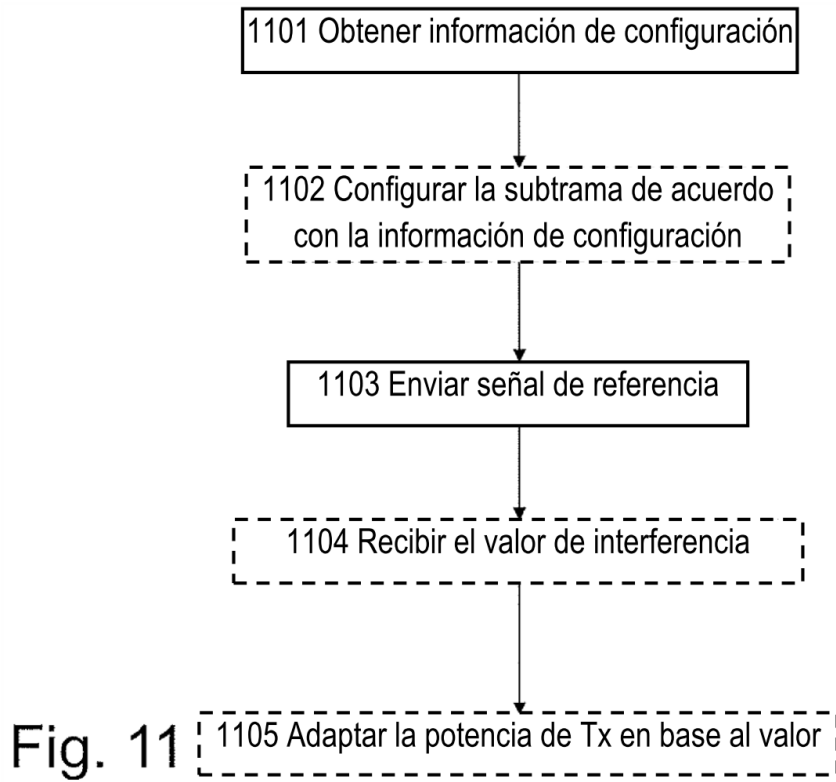 1101 Obtener información de configuración
1102 Configurar la subtrama de acuerdo
con la información de configuración
1103 Enviar señal de referencia
1104 Recibir el valor de interferencia
1105 Adaptar la potencia de Tx en base al valor
Fig. 11